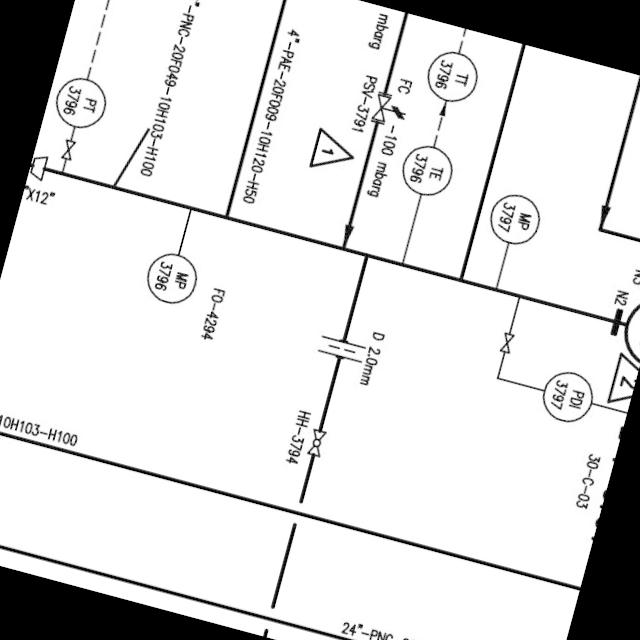 "-PNC-20F049-10H103-H100
4"-PAE-20F009-10H120-H50
mbarg
FC
PSV-3791
-100 mbarg
TT
3796
TE
3796
PT
3796
1
MP
3797
"X12"
MP
3796
FO-4294
D 2.0mm
HH-3794
N2
2
PDI
3797
30-C-03
10H103-H100
24"-PNC